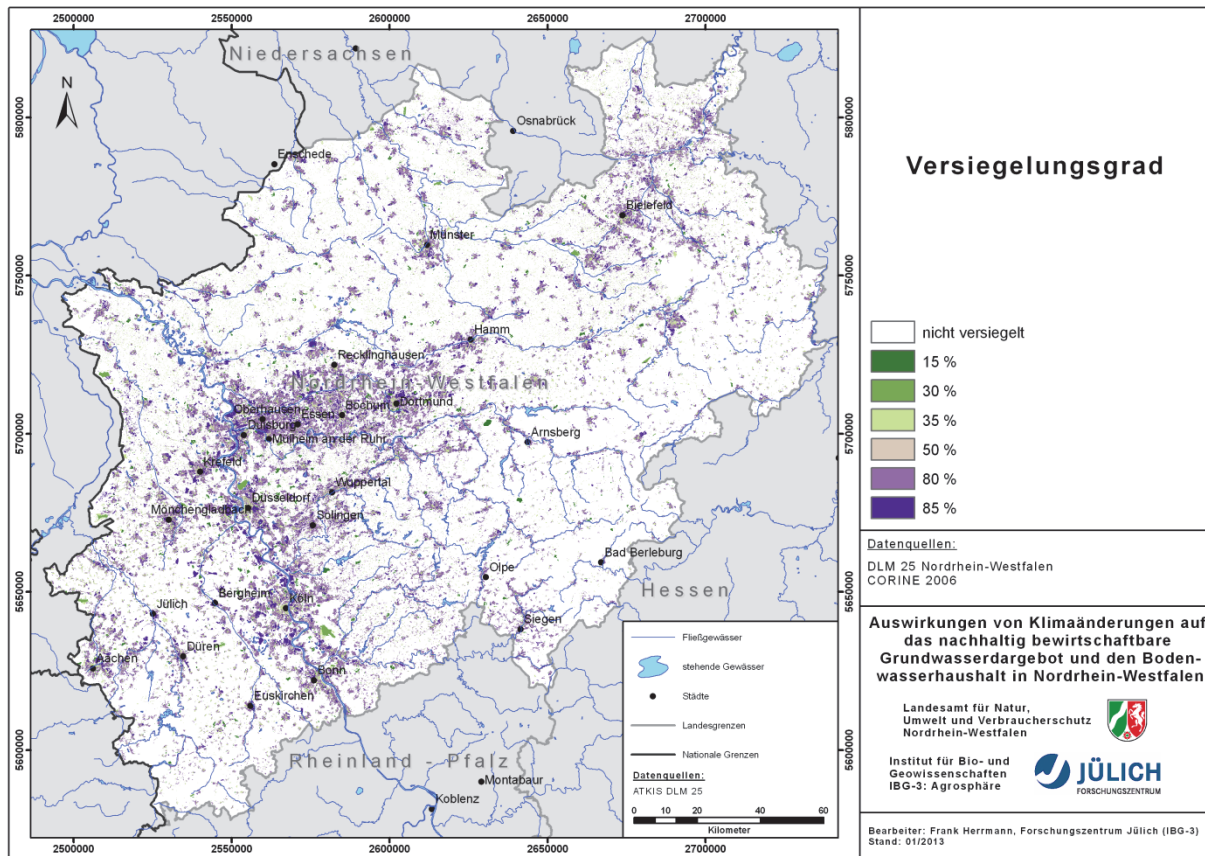 2500000 2550000 2600000 2650000 2700000
5800000
5750000
5700000
5650000
5600000
2500000 2550000 2600000 2650000 2700000
5800000
5750000
5700000
5650000
5600000
N
Niedersachsen
Osnabrück
Enschede
Bielefeld
Münster
Hamm
Recklinghausen
Nordrhein-Westfalen
Oberhausen
Bochum
Dortmund
Essen
Duisburg
Mülheim an der Ruhr
Arnsberg
Krefeld
Wuppertal
Düsseldorf
Mönchengladbach
Solingen
Bad Berleburg
Olpe
Hessen
Bergheim
Köln
Jülich
Siegen
Düren
Aachen
Bonn
Euskirchen
Rheinland - Pfalz
Montabaur
Koblenz
Fließgewässer
stehende Gewässer
Städte
Landesgrenzen
Nationale Grenzen
Datenquellen:
ATKIS DLM 25
0 10 20 40 60
Kilometer
Versiegelungsgrad
nicht versiegelt
15 %
30 %
35 %
50 %
80 %
85 %
Datenquellen:
DLM 25 Nordrhein-Westfalen
CORINE 2006
Auswirkungen von Klimaänderungen auf
das nachhaltig bewirtschaftbare
Grundwasserdargebot und den Boden-
wasserhaushalt in Nordrhein-Westfalen
Landesamt für Natur,
Umwelt und Verbraucherschutz
Nordrhein-Westfalen
Institut für Bio- und
Geowissenschaften
IBG-3: Agrosphäre
JÜLICH
FORSCHUNGSZENTRUM
Bearbeiter: Frank Herrmann, Forschungszentrum Jülich (IBG-3)
Stand: 01/2013